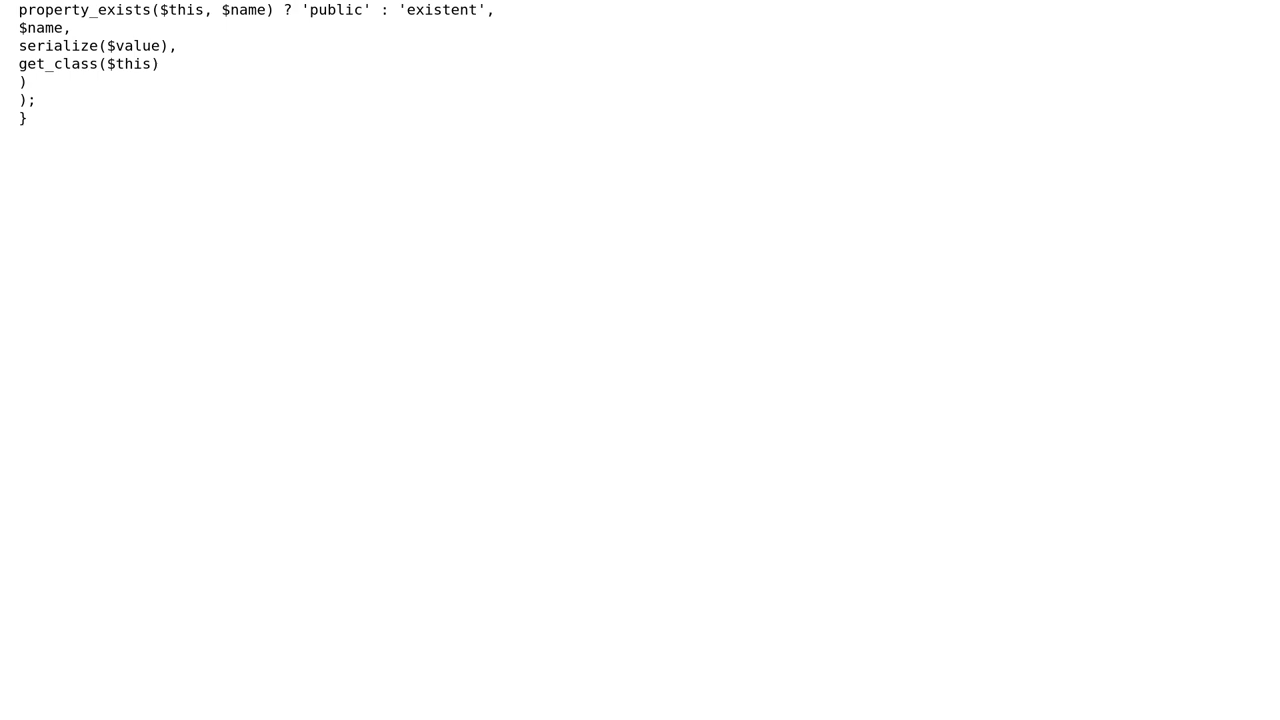 property_exists($this, $name) ? 'public' : 'existent',
$name,
serialize($value),
get_class($this)
)
);
}